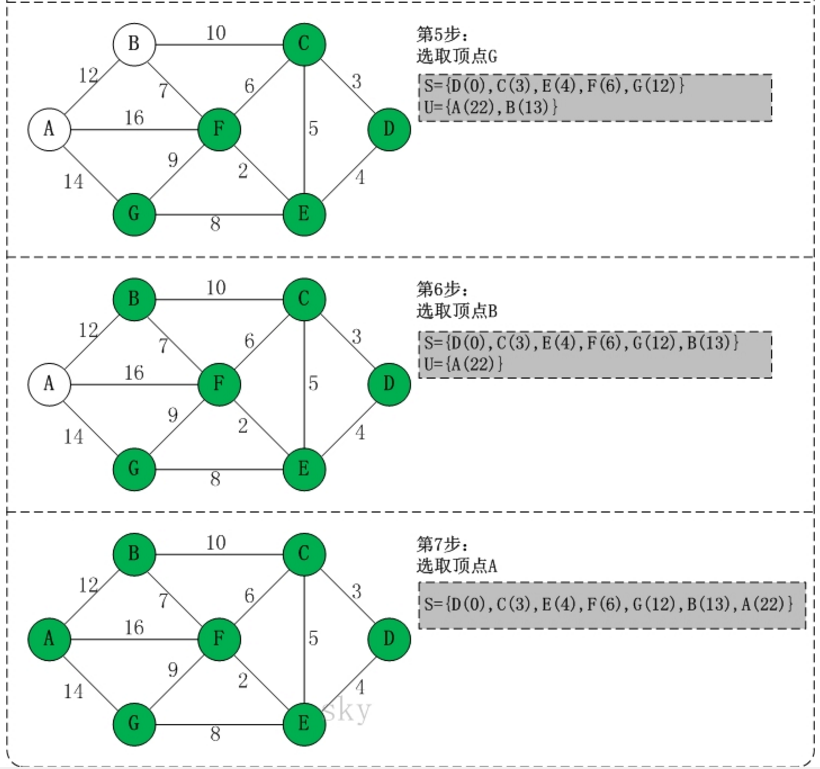 B
10
C
12
7
6
3
A
16
F
5
D
14
9
2
4
G
8
E
第5步:
选取顶点G
S={D(0),C(3),E(4),F(6),G(12)}
U={A(22),B(13)}
B
10
C
12
7
6
3
A
16
F
5
D
14
9
2
4
G
8
E
第6步:
选取顶点B
S={D(0),C(3),E(4),F(6),G(12),B(13)}
U={A(22)}
B
10
C
12
7
6
3
A
16
F
5
D
14
9
2
4
G
8
E
sky
第7步:
选取顶点A
S={D(0),C(3),E(4),F(6),G(12),B(13),A(22)}